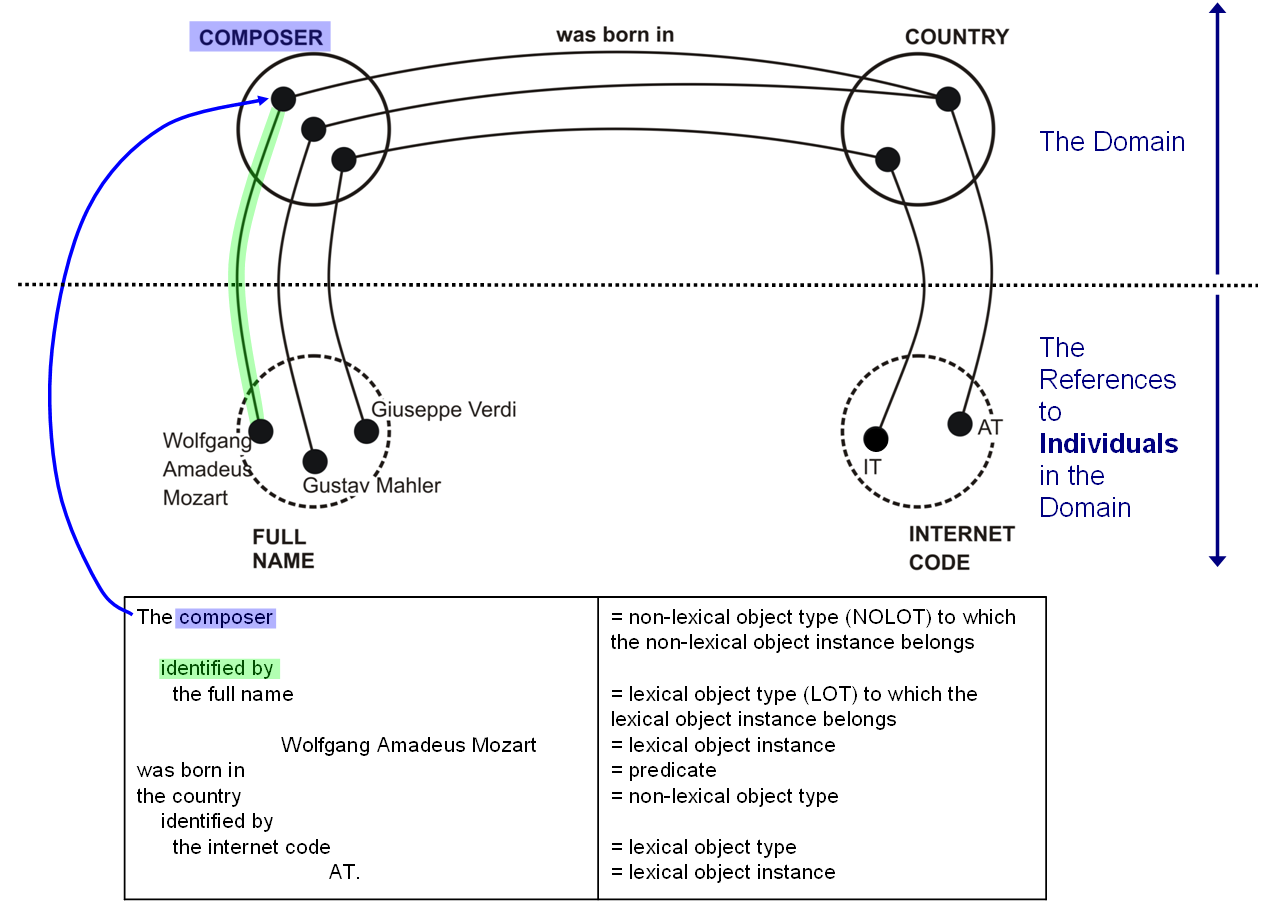 COMPOSER
was born in
COUNTRY
The Domain
The
References
to
Individuals
in the
Domain
Giuseppe Verdi
Wolfgang
Amadeus
Mozart
Gustav Mahler
AT
IT
FULL
NAME
INTERNET
CODE
The composer
= non-lexical object type (NOLOT) to which
the non-lexical object instance belongs
identified by
the full name
= lexical object type (LOT) to which the
lexical object instance belongs
Wolfgang Amadeus Mozart
= lexical object instance
was born in
= predicate
the country
= non-lexical object type
identified by
the internet code
= lexical object type
AT.
= lexical object instance